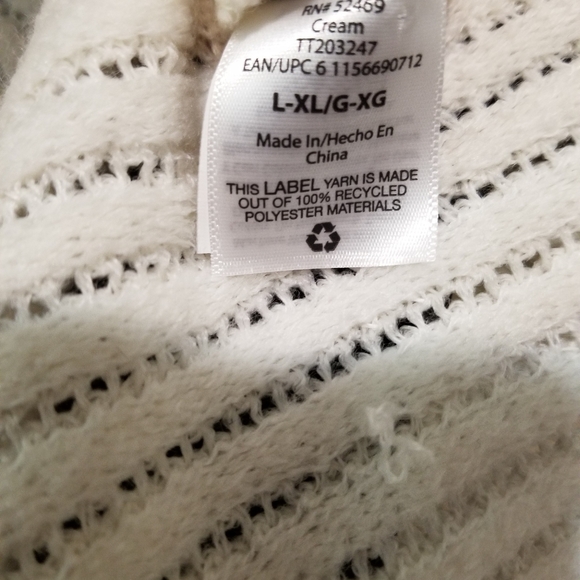 RN# 52469
Cream
TT203247
EAN/UPC 6 1156690712
L-XL/G-XG
Made In/Hecho En
China
THIS LABEL YARN IS MADE
OUT OF 100% RECYCLED
POLYESTER MATERIALS